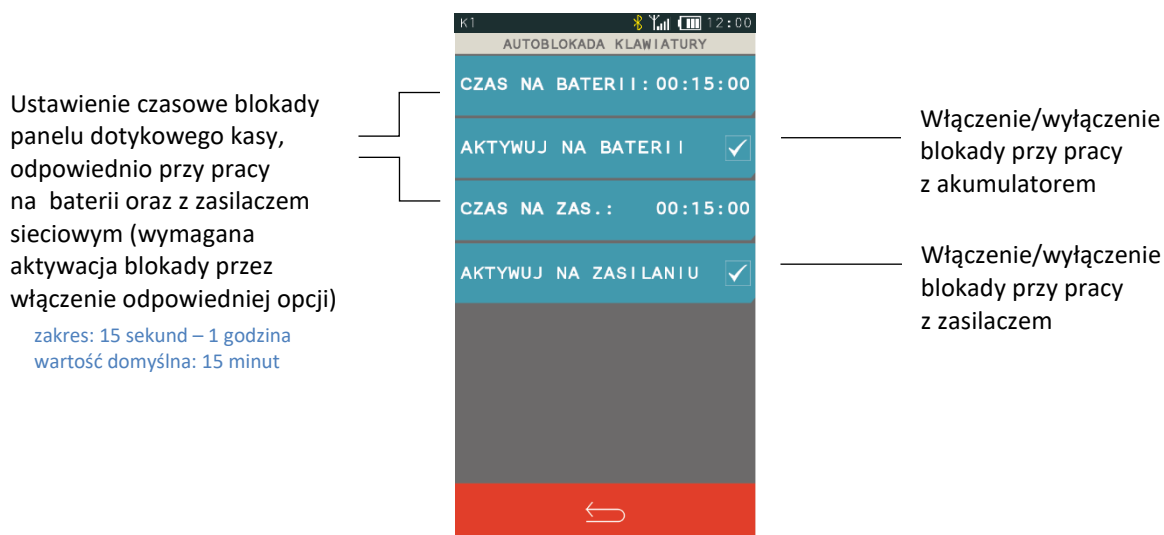 Ustawienie czasowe blokady
panelu dotykowego kasy,
odpowiednio przy pracy
na baterii oraz z zasilaczem
sieciowym (wymagana
aktywacja blokady przez
włączenie odpowiedniej opcji)
zakres: 15 sekund – 1 godzina
wartość domyślna: 15 minut
K1 12:00
AUTOBLOKADA KLAWIATURY
CZAS NA BATERII: 00:15:00
AKTYWUJ NA BATERII
CZAS NA ZAS.: 00:15:00
AKTYWUJ NA ZASILANIU
Włączenie/wyłączenie
blokady przy pracy
z akumulatorem
Włączenie/wyłączenie
blokady przy pracy
z zasilaczem